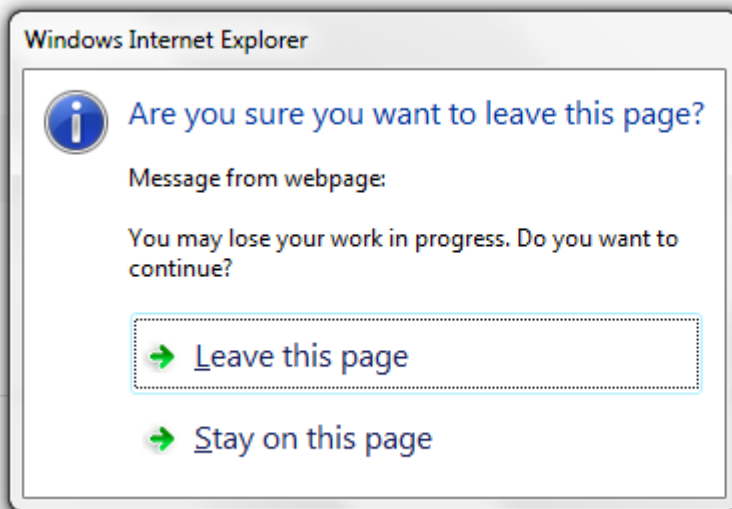 Windows Internet Explorer
Are you sure you want to leave this page?
Message from webpage:
You may lose your work in progress. Do you want to
continue?
Leave this page
Stay on this page